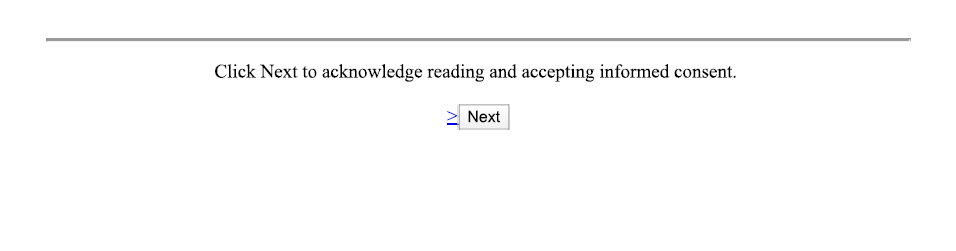 Click Next to acknowledge reading and accepting informed consent.
> Next